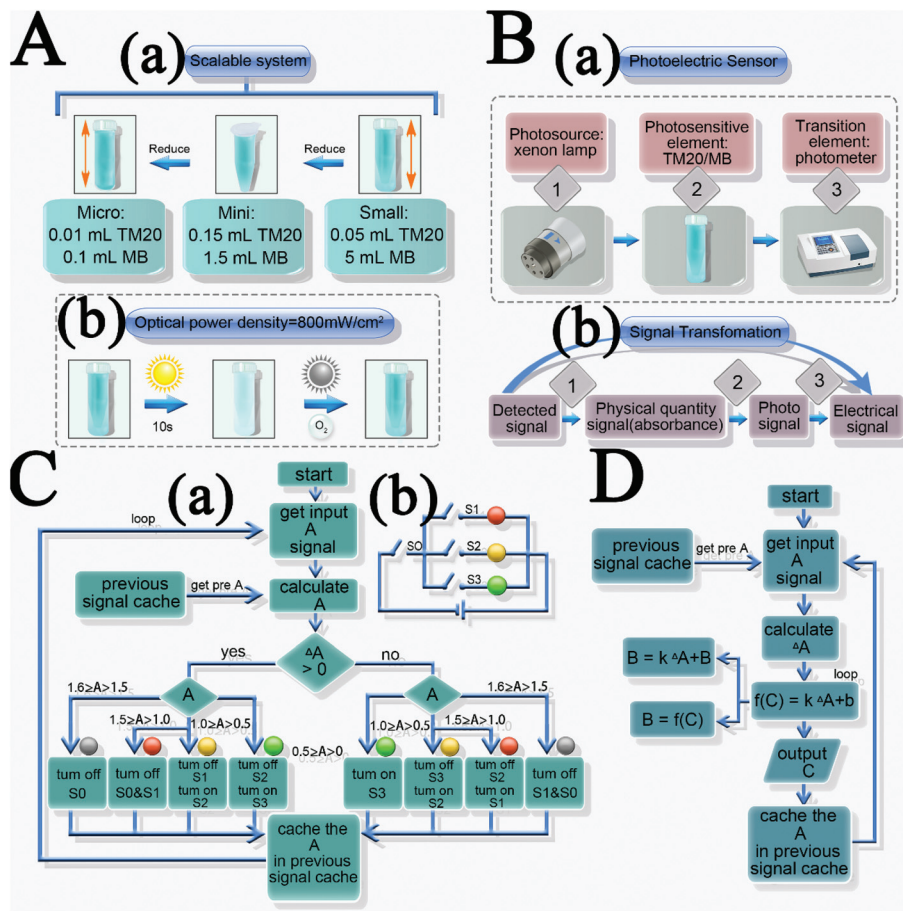 A
(a)
Scalable system
Reduce
Reduce
Micro:
0.01 mL TM20
0.1 mL MB
Mini:
0.15 mL TM20
1.5 mL MB
Small:
0.05 mL TM20
5 mL MB
(b)
Optical power density=800mW/cm²
10s
O₂
B
(a)
Photoelectric Sensor
Photosource:
xenon lamp
Photosensitive
element:
TM20/MB
Transition
element:
photometer
1
2
3
(b)
Signal Transfomation
1
2
3
Detected
signal
Physical quantity
signal(absorbance)
Photo
signal
Electrical
signal
C
(a)
start
loop
get input
A
signal
previous
signal cache
get pre A
calculate
A
yes
ΔA
> 0
no
1.6≥A>1.5
A
1.5≥A>1.0
1.0≥A>0.5
0.5≥A>0
A
1.6≥A>1.5
1.0≥A>0.5
1.5≥A>1.0
tum off
S0
tum off
S0&S1
tum off
S1
tum on
S2
tum off
S2
tum on
S3
tum on
S3
tum off
S3
tum on
S2
tum off
S2
tum on
S1
tum off
S1&S0
cache the
A
in previous
signal cache
(b)
S0
S1
S2
S3
D
start
previous
signal cache
get pre A
get input
A
signal
calculate
ΔA
loop
B = k ΔA+B
f(C) = k ΔA+b
B = f(C)
output
C
cache the
A
in previous
signal cache